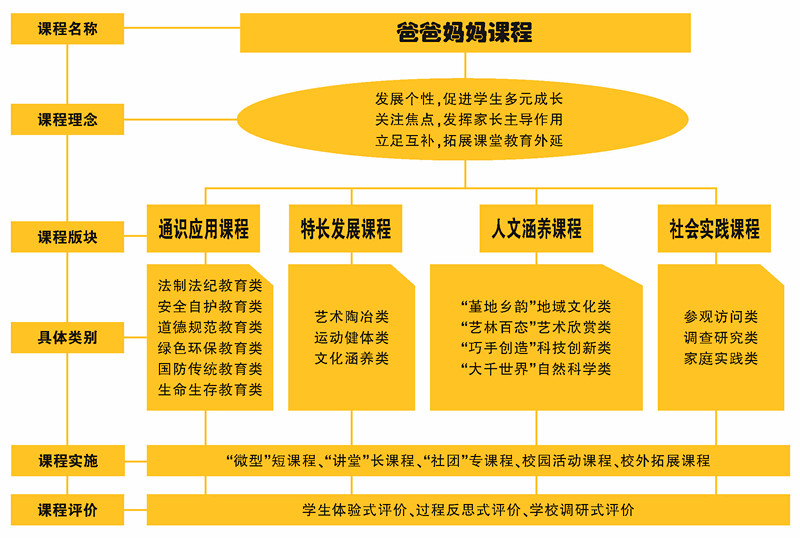 课程名称
爸爸妈妈课程
课程理念
发展个性,促进学生多元成长
关注焦点,发挥家长主导作用
立足互补,拓展课堂教育外延
课程版块
通识应用课程
特长发展课程
人文涵养课程
社会实践课程
具体类别
法制法纪教育类
安全自护教育类
道德规范教育类
绿色环保教育类
国防传统教育类
生命生存教育类
艺术陶冶类
运动健体类
文化涵养类
“堇地乡韵”地域文化类
“艺林百态”艺术欣赏类
“巧手创造”科技创新类
“大千世界”自然科学类
参观访问类
调查研究类
家庭实践类
课程实施
“微型”短课程、“讲堂”长课程、“社团”专课程、校园活动课程、校外拓展课程
课程评价
学生体验式评价、过程反思式评价、学校调研式评价